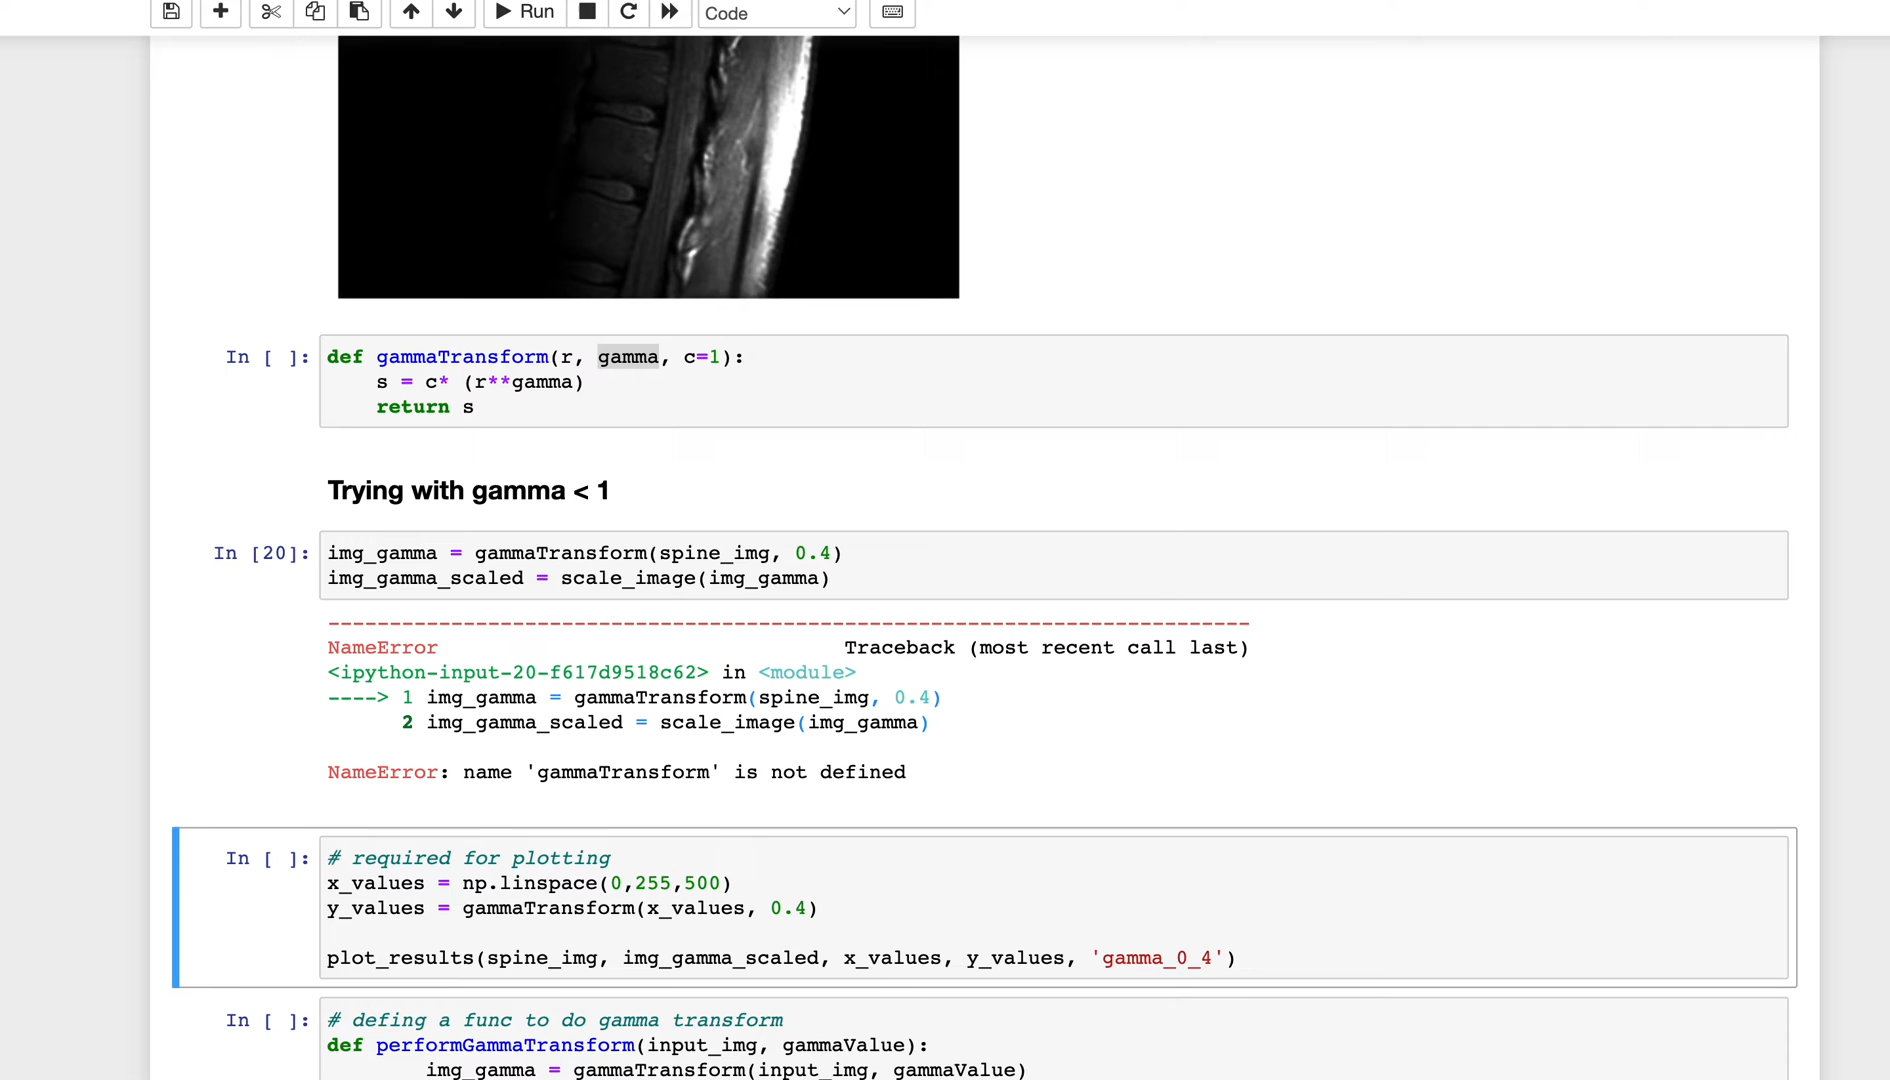 Run Code
In [ ]: def gammaTransform(r, gamma, c=1):
s = c* (r**gamma)
return s
Trying with gamma < 1
In [20]: img_gamma = gammaTransform(spine_img, 0.4)
img_gamma_scaled = scale_image(img_gamma)
---------------------------------------------------------------------------
NameError Traceback (most recent call last)
<ipython-input-20-f617d9518c62> in <module>
----> 1 img_gamma = gammaTransform(spine_img, 0.4)
2 img_gamma_scaled = scale_image(img_gamma)
NameError: name 'gammaTransform' is not defined
In [ ]: # required for plotting
x_values = np.linspace(0,255,500)
y_values = gammaTransform(x_values, 0.4)
plot_results(spine_img, img_gamma_scaled, x_values, y_values, 'gamma_0_4')
In [ ]: # defing a func to do gamma transform
def performGammaTransform(input_img, gammaValue):
img_gamma = gammaTransform(input_img, gammaValue)